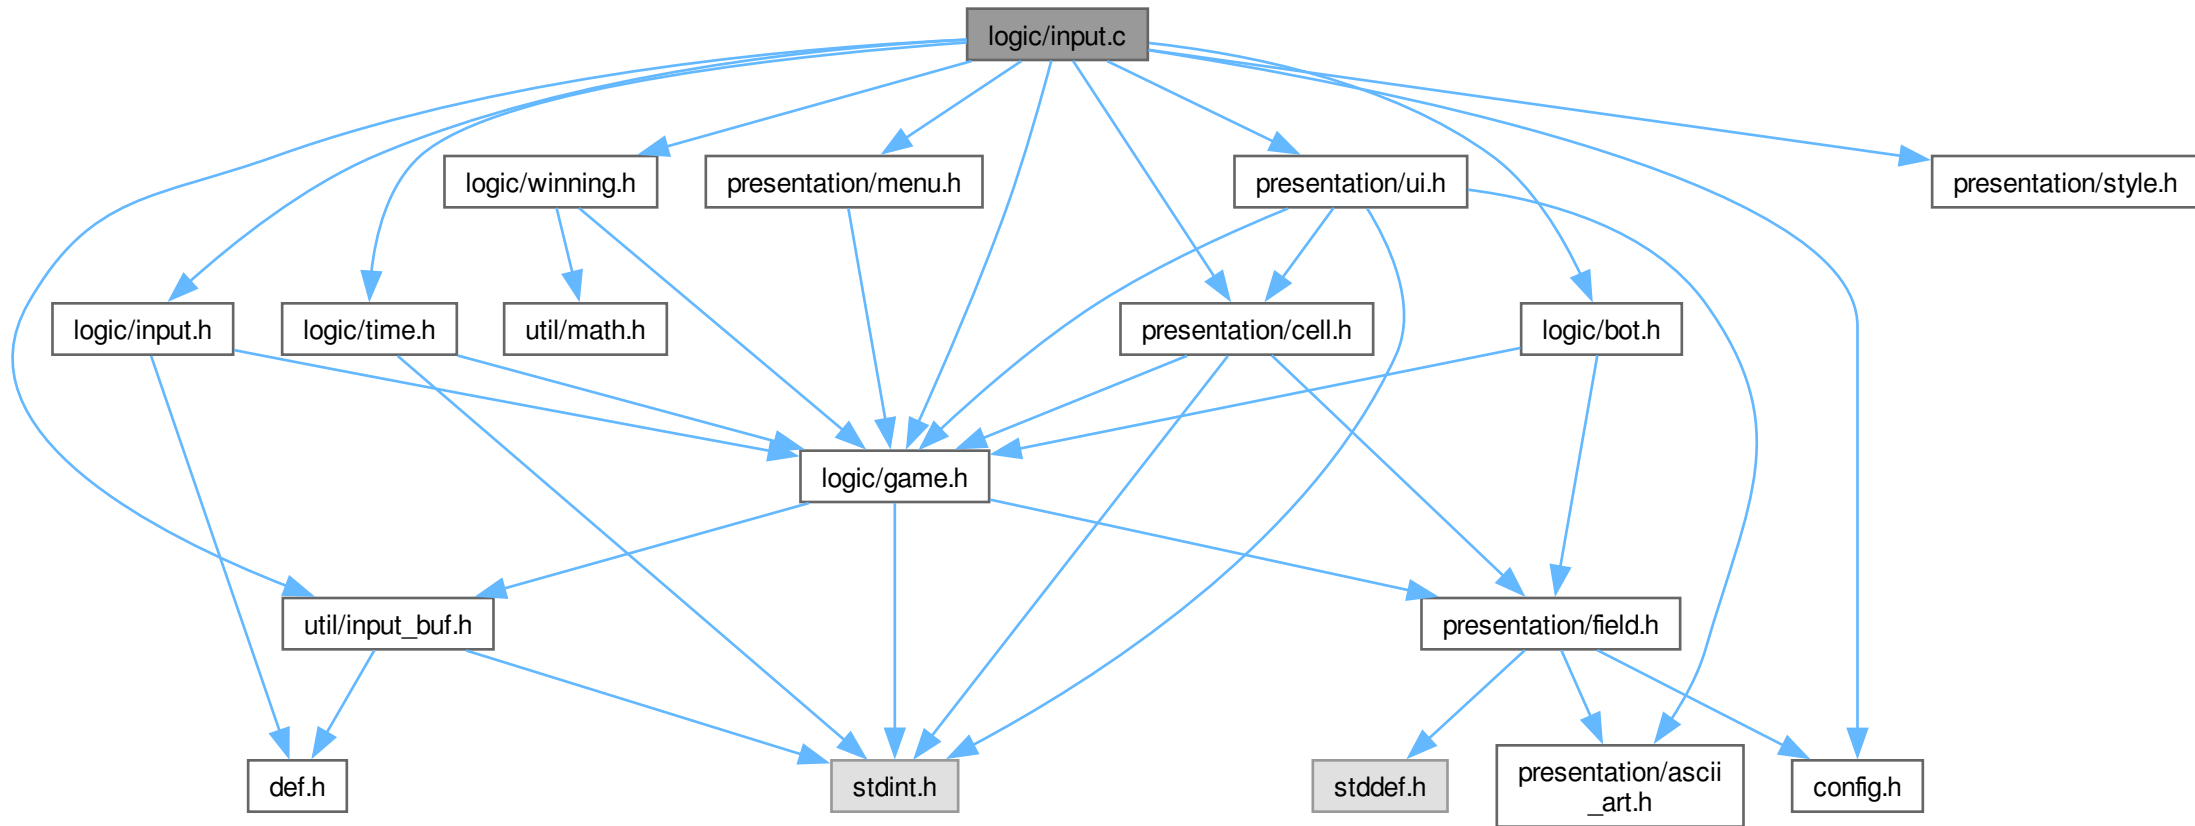 logic/input.c
logic/winning.h
presentation/menu.h
presentation/ui.h
presentation/style.h
logic/input.h
logic/time.h
util/math.h
presentation/cell.h
logic/bot.h
logic/game.h
util/input_buf.h
presentation/field.h
def.h
stdint.h
stddef.h
presentation/ascii
_art.h
config.h